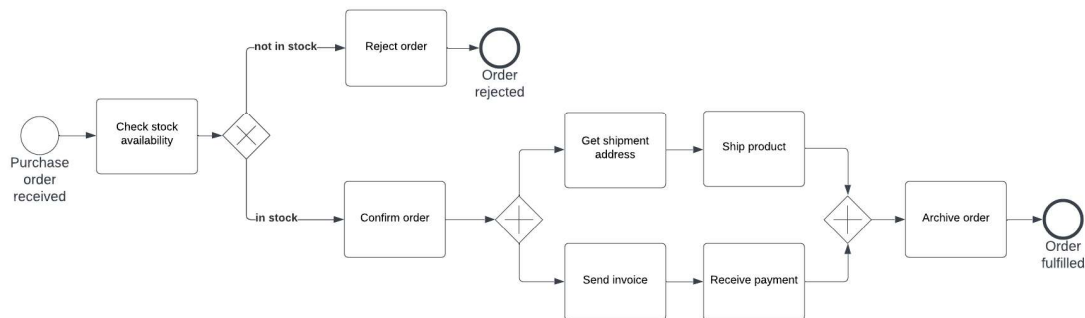 not in stock
Reject order
Order
rejected
Check stock
availability
Purchase
order
received
Get shipment
address
Ship product
in stock
Confirm order
Archive order
Order
fulfilled
Send invoice
Receive payment